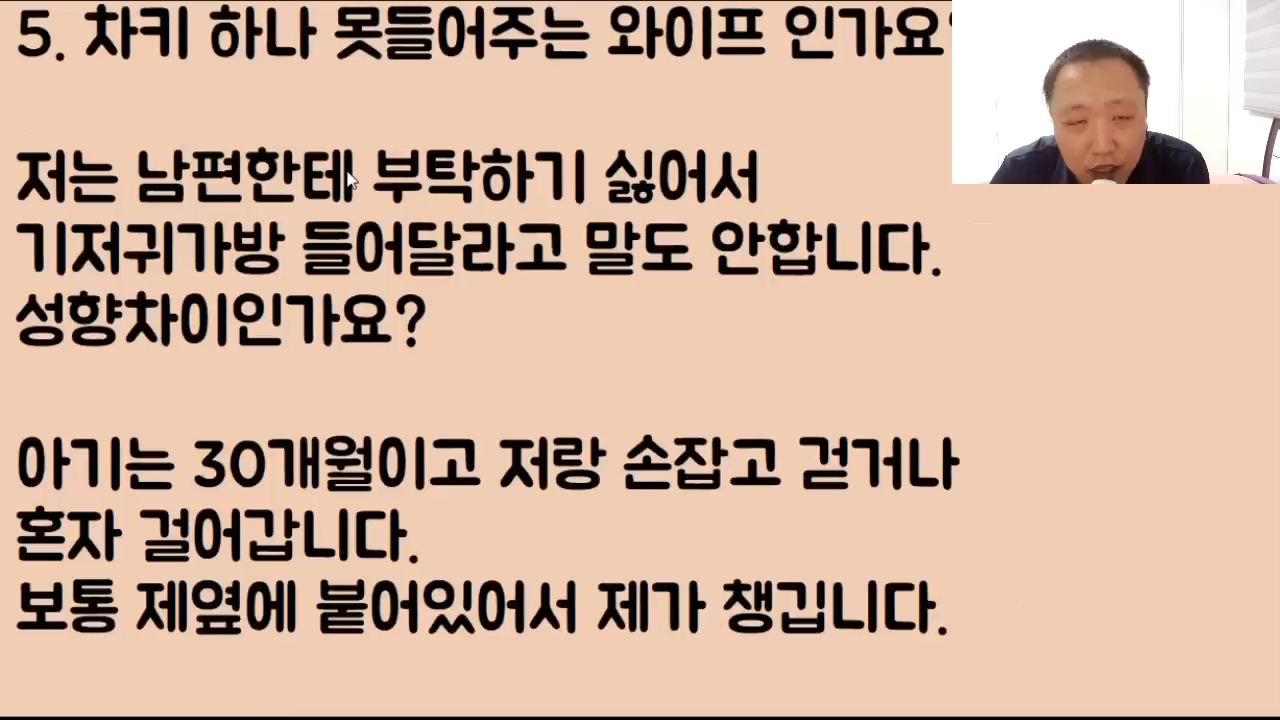 5. 차키 하나 못들어주는 와이프 인가요?
저는 남편한테 부탁하기 싫어서
기저귀가방 들어달라고 말도 안합니다.
성향차이인가요?
아기는 30개월이고 저랑 손잡고 걷거나
혼자 걸어갑니다.
보통 제옆에 붙어있어서 제가 챙깁니다.